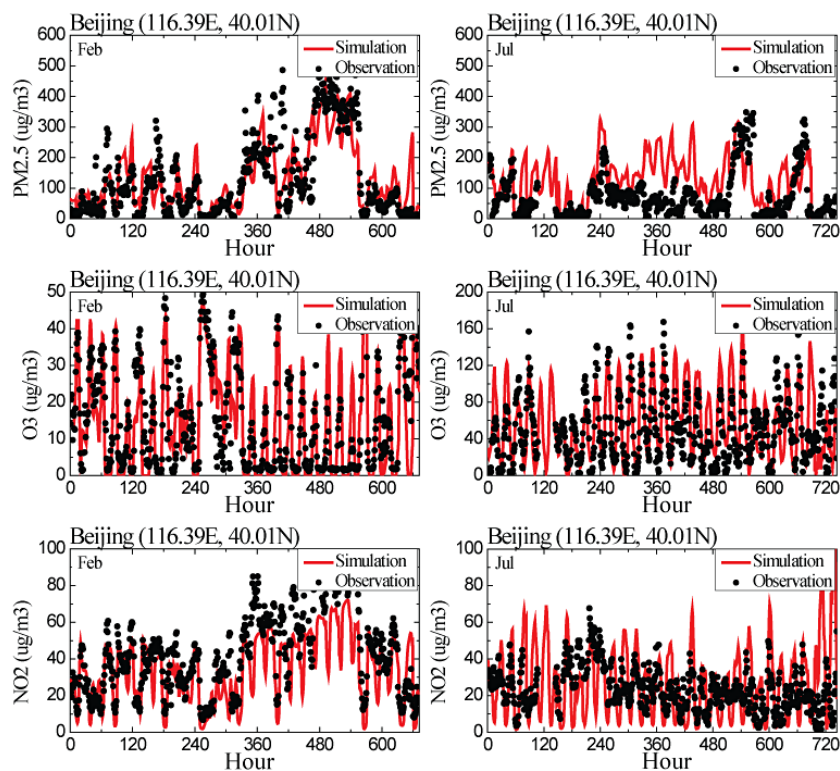 Beijing (116.39E, 40.01N)
Feb
Simulation
Observation
PM2.5 (ug/m3)
600
500
400
300
200
100
0
0 120 240 360 480 600
Hour
Beijing (116.39E, 40.01N)
Jul
Simulation
Observation
PM2.5 (ug/m3)
600
500
400
300
200
100
0
0 120 240 360 480 600 720
Hour
Beijing (116.39E, 40.01N)
Feb
Simulation
Observation
O3 (ug/m3)
50
40
30
20
10
0
0 120 240 360 480 600
Hour
Beijing (116.39E, 40.01N)
Jul
Simulation
Observation
O3 (ug/m3)
200
160
120
80
40
0
0 120 240 360 480 600 720
Hour
Beijing (116.39E, 40.01N)
Feb
Simulation
Observation
NO2 (ug/m3)
100
80
60
40
20
0
0 120 240 360 480 600
Hour
Beijing (116.39E, 40.01N)
Jul
Simulation
Observation
NO2 (ug/m3)
100
80
60
40
20
0
0 120 240 360 480 600 720
Hour